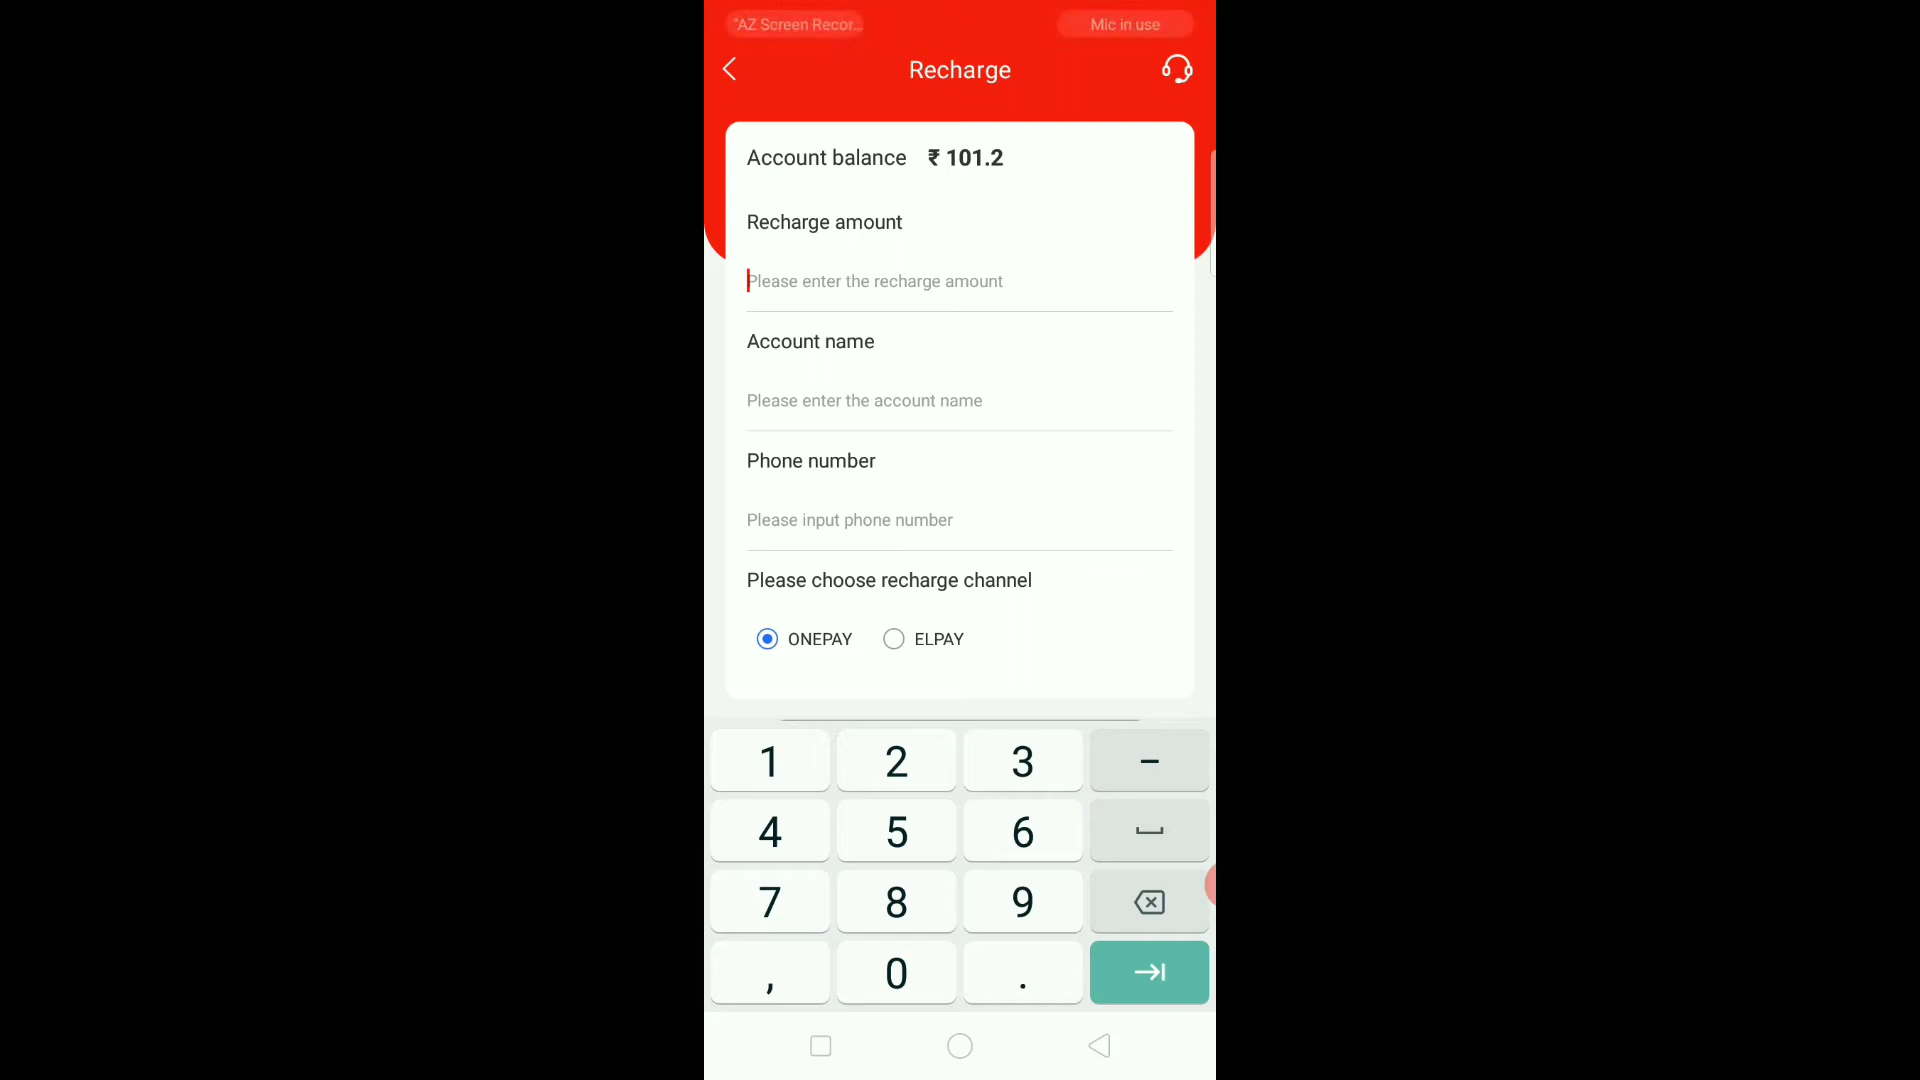 "AZ Screen Recor...
Mic in use
Recharge
Account balance ₹ 101.2
Recharge amount
Please enter the recharge amount
Account name
Please enter the account name
Phone number
Please input phone number
Please choose recharge channel
ONEPAY ELPAY
1 2 3 –
4 5 6
7 8 9
, 0 .